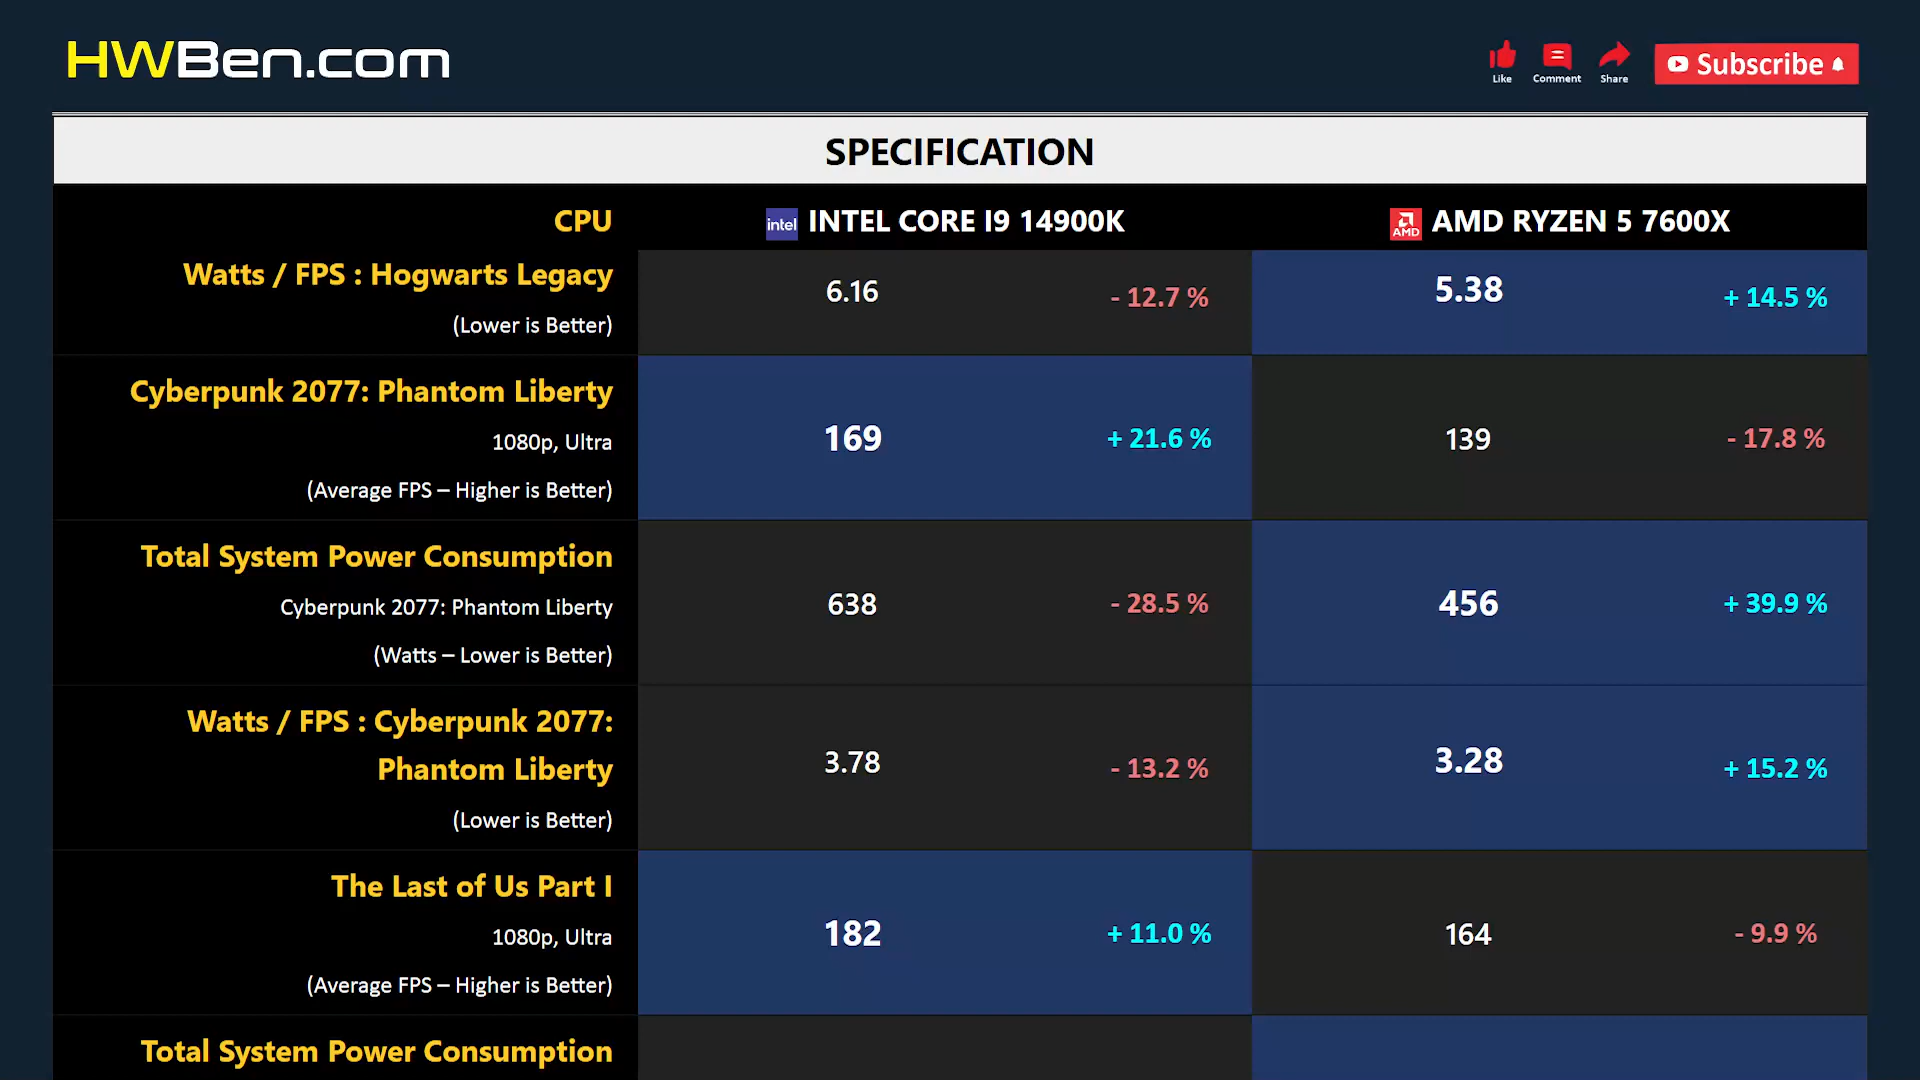 HWBen.com
Like
Comment
Share
Subscribe
SPECIFICATION
CPU
intel INTEL CORE I9 14900K
AMD AMD RYZEN 5 7600X
Watts / FPS : Hogwarts Legacy
(Lower is Better)
6.16
- 12.7 %
5.38
+ 14.5 %
Cyberpunk 2077: Phantom Liberty
1080p, Ultra
(Average FPS – Higher is Better)
169
+ 21.6 %
139
- 17.8 %
Total System Power Consumption
Cyberpunk 2077: Phantom Liberty
(Watts – Lower is Better)
638
- 28.5 %
456
+ 39.9 %
Watts / FPS : Cyberpunk 2077:
Phantom Liberty
(Lower is Better)
3.78
- 13.2 %
3.28
+ 15.2 %
The Last of Us Part I
1080p, Ultra
(Average FPS – Higher is Better)
182
+ 11.0 %
164
- 9.9 %
Total System Power Consumption